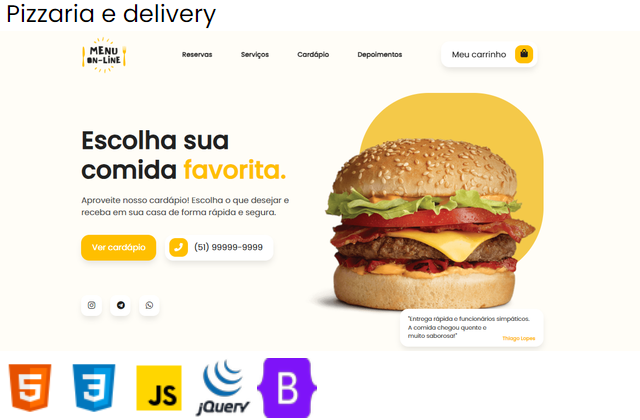 Pizzaria e delivery
MENU
ON-LINE
Reservas Serviços Cardápio Depoimentos Meu carrinho
Escolha sua
comida favorita.
Aproveite nosso cardápio! Escolha o que desejar e
receba em sua casa de forma rápida e segura.
Ver cardápio (51) 99999-9999
"Entrega rápida e funcionários simpáticos.
A comida chegou quente e
muito saborosa!"
Thiago Lopes
5 3 JS jQuery B